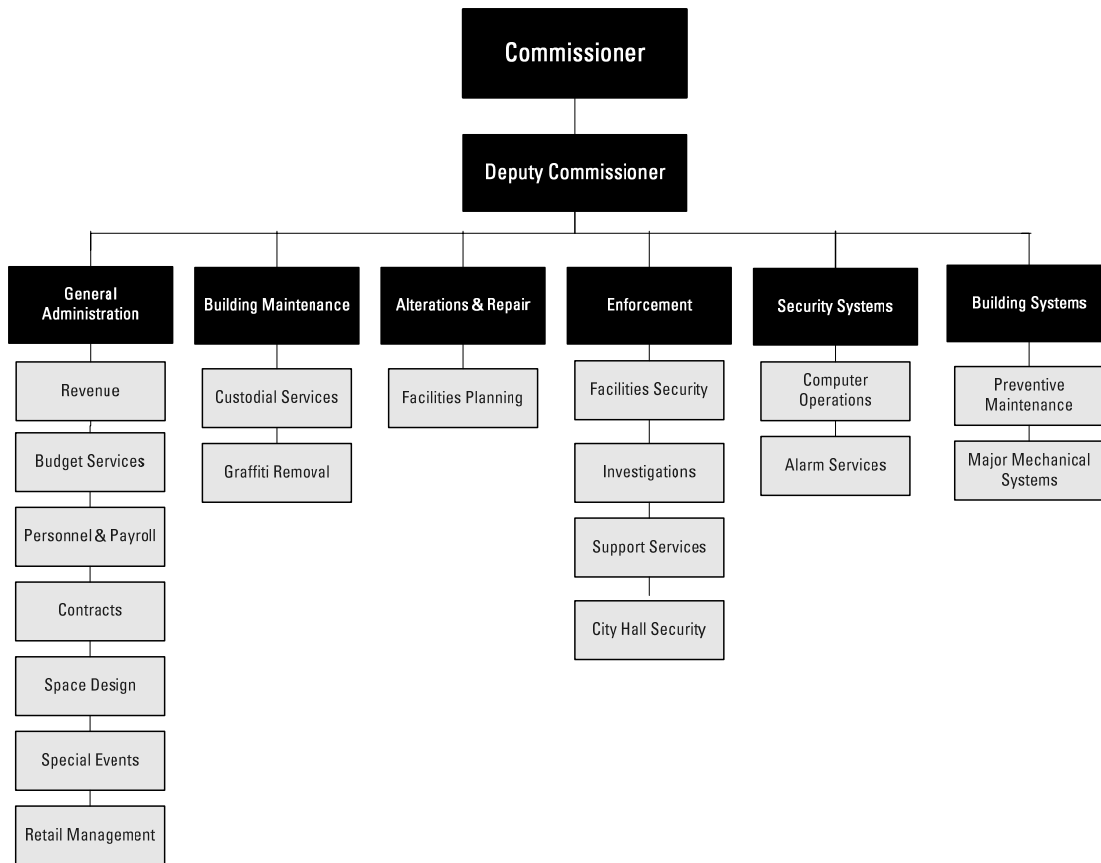 Commissioner
Deputy Commissioner
General
Administration
Building Maintenance
Alterations & Repair
Enforcement
Security Systems
Building Systems
Revenue
Budget Services
Personnel & Payroll
Contracts
Space Design
Special Events
Retail Management
Custodial Services
Graffiti Removal
Facilities Planning
Facilities Security
Investigations
Support Services
City Hall Security
Computer
Operations
Alarm Services
Preventive
Maintenance
Major Mechanical
Systems